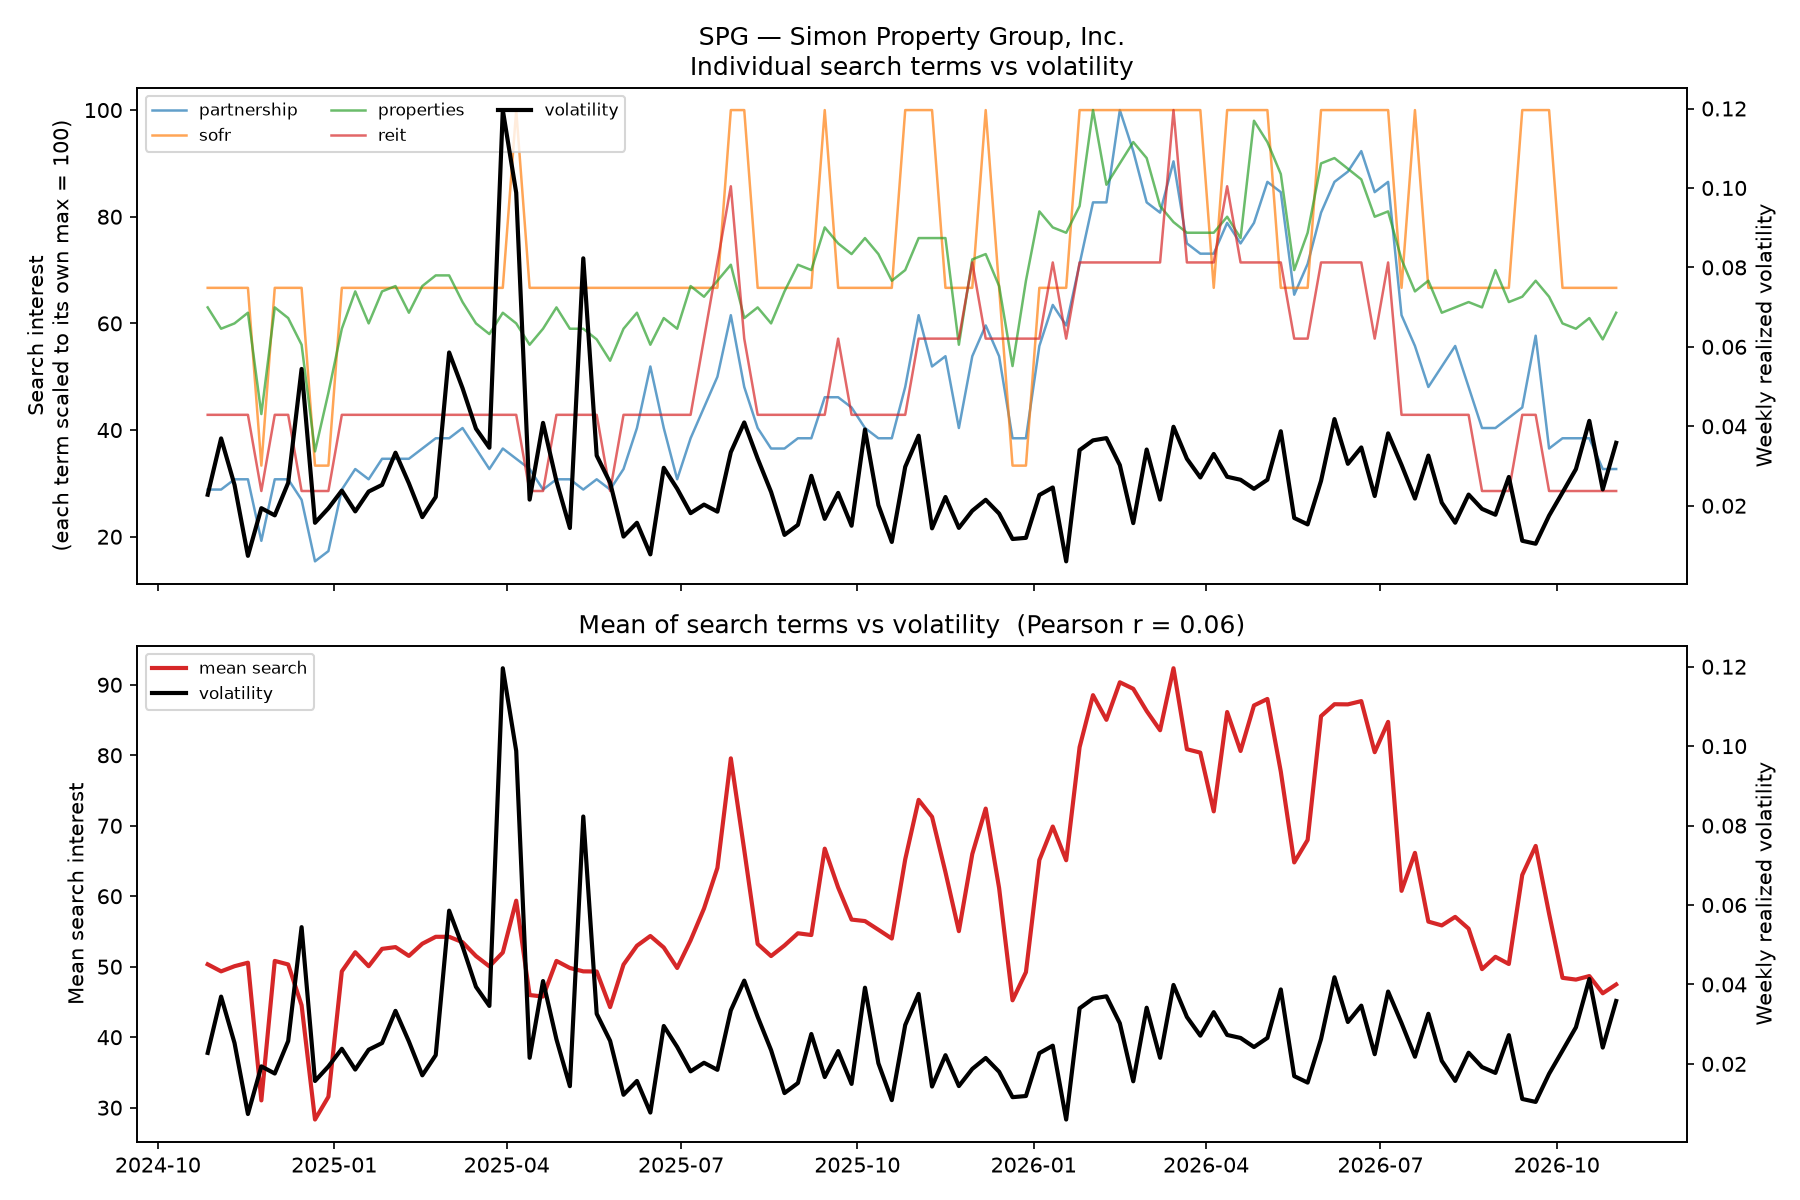 SPG — Simon Property Group, Inc.
Individual search terms vs volatility
partnership
sofr
properties
reit
volatility
Search interest
(each term scaled to its own max = 100)
100
80
60
40
20
0.12
0.10
0.08
0.06
0.04
0.02
Weekly realized volatility
Mean of search terms vs volatility  (Pearson r = 0.06)
mean search
volatility
Mean search interest
90
80
70
60
50
40
30
0.12
0.10
0.08
0.06
0.04
0.02
Weekly realized volatility
2024-10
2025-01
2025-04
2025-07
2025-10
2026-01
2026-04
2026-07
2026-10